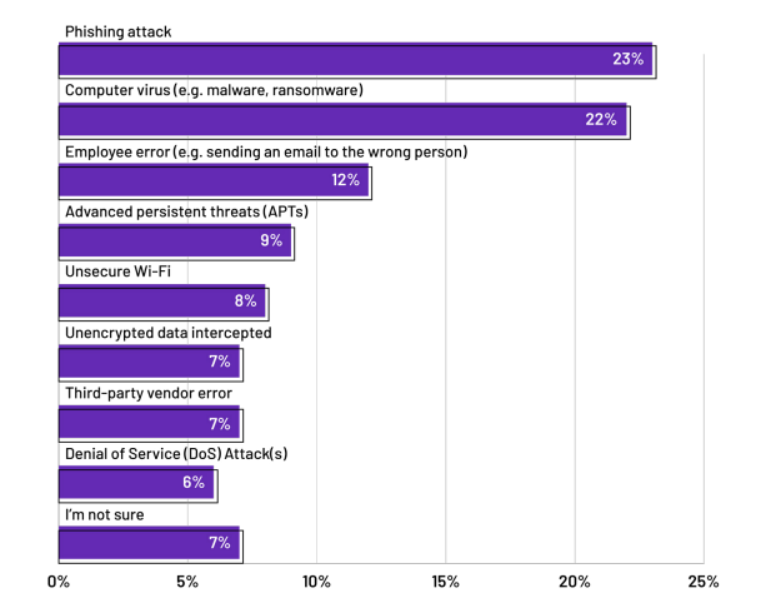 Phishing attack
23%
Computer virus (e.g. malware, ransomware)
22%
Employee error (e.g. sending an email to the wrong person)
12%
Advanced persistent threats (APTs)
9%
Unsecure Wi-Fi
8%
Unencrypted data intercepted
7%
Third-party vendor error
7%
Denial of Service (DoS) Attack(s)
6%
I'm not sure
7%
0% 5% 10% 15% 20% 25%